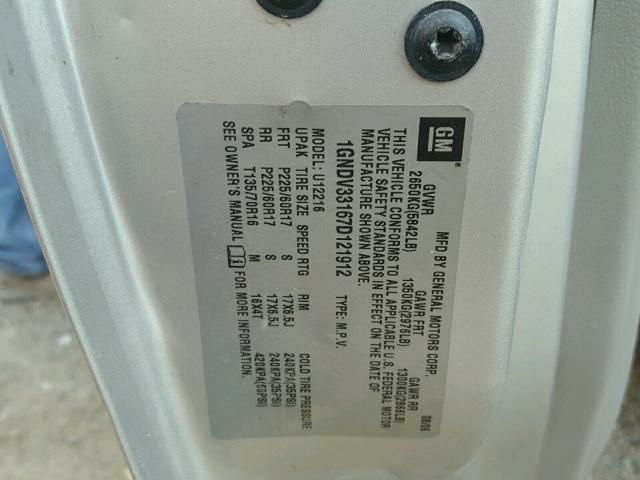 GM
MFD BY GENERAL MOTORS CORP. 08/06
GVWR GAWR FRT GAWR RR
2650KG(5842LB) 1350KG(2976LB) 1300KG(2866LB)
THIS VEHICLE CONFORMS TO ALL APPLICABLE U.S. FEDERAL MOTOR
VEHICLE SAFETY STANDARDS IN EFFECT ON THE DATE OF
MANUFACTURE SHOWN ABOVE.
1GNDV33167D121912 TYPE: M.P.V.
MODEL: U12216
UPAK TIRE SIZE SPEED RTG RIM COLD TIRE PRESSURE
FRT P225/60R17 S 17X6.5J 240KPA(35PSI)
RR P225/60R17 S 17X6.5J 240KPA(35PSI)
SPA T135/70R16 M 16X4T 420KPA(60PSI)
SEE OWNER'S MANUAL FOR MORE INFORMATION.